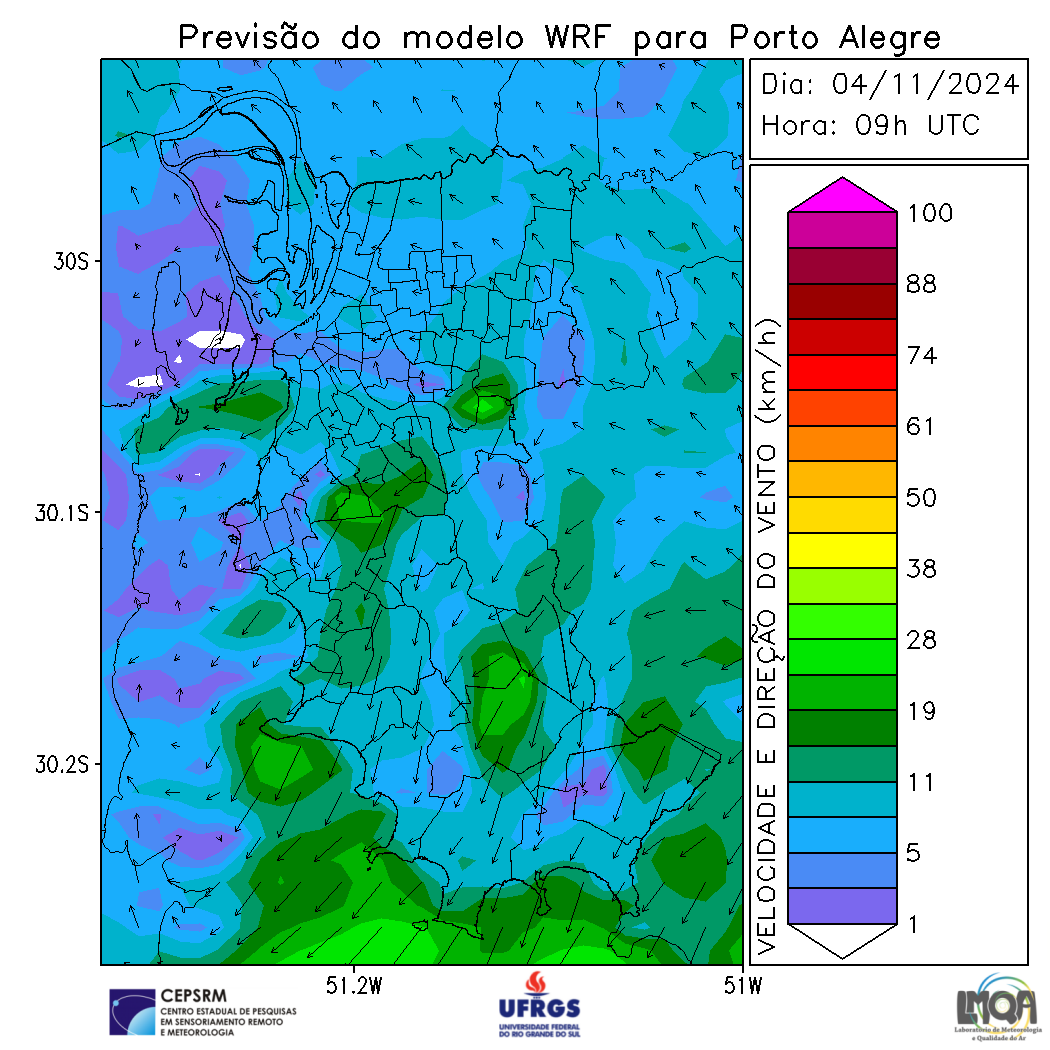 Previsão do modelo WRF para Porto Alegre
Dia: 04/11/2024
Hora: 09h UTC
30S
30.1S
30.2S
51.2W
51W
VELOCIDADE E DIREÇÃO DO VENTO (km/h)
100
88
74
61
50
38
28
19
11
5
1
CEPSRM
CENTRO ESTADUAL DE PESQUISAS
EM SENSORIAMENTO REMOTO
E METEOROLOGIA
UFRGS
UNIVERSIDADE FEDERAL
DO RIO GRANDE DO SUL
LMQA
Laboratório de Meteorologia
e Qualidade do Ar